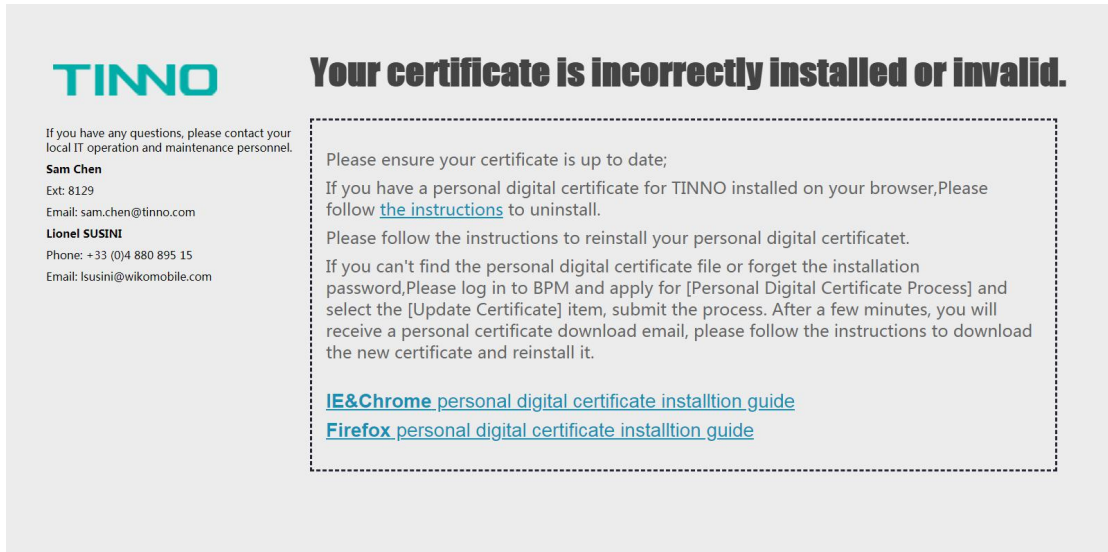 TINNO
Your certificate is incorrectly installed or invalid.
If you have any questions, please contact your
local IT operation and maintenance personnel.
Sam Chen
Ext: 8129
Email: sam.chen@tinno.com
Lionel SUSINI
Phone: +33 (0)4 880 895 15
Email: lsusini@wikomobile.com
Please ensure your certificate is up to date;
If you have a personal digital certificate for TINNO installed on your browser,Please
follow the instructions to uninstall.
Please follow the instructions to reinstall your personal digital certificatet.
If you can't find the personal digital certificate file or forget the installation
password,Please log in to BPM and apply for [Personal Digital Certificate Process] and
select the [Update Certificate] item, submit the process. After a few minutes, you will
receive a personal certificate download email, please follow the instructions to download
the new certificate and reinstall it.
IE&Chrome personal digital certificate installtion guide
Firefox personal digital certificate installtion guide